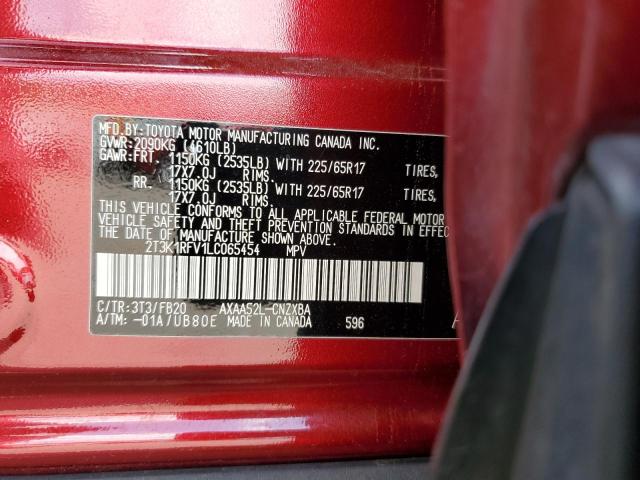 MFD.BY:TOYOTA MOTOR MANUFACTURING CANADA INC.
GVWR:2090KG (4610LB)
GAWR:FRT. 1150KG (2535LB) WITH 225/65R17 TIRES,
17X7.0J RIMS.
RR. 1150KG (2535LB) WITH 225/65R17 TIRES,
17X7.0J RIMS.
THIS VEHICLE CONFORMS TO ALL APPLICABLE FEDERAL MOTOR
VEHICLE SAFETY AND THEFT PREVENTION STANDARDS IN EFFEC
THE DATE OF MANUFACTURE SHOWN ABOVE.
2T3K1RFV1LC065454 MPV
C/TR:3T3/FB20 AXAA52L-CNZXBA
A/TM: -01A/UB80E MADE IN CANADA 596